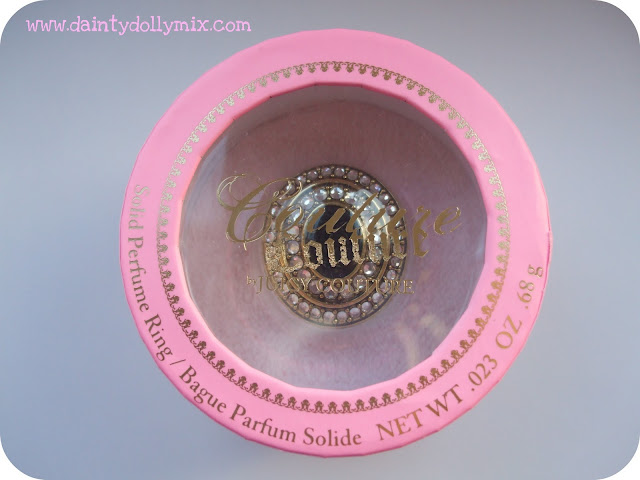 www.daintydollymix.com
Couture
Couture
by JUICY COUTURE
Solid Perfume Ring / Bague Parfum Solide NET WT .023 OZ .68 g